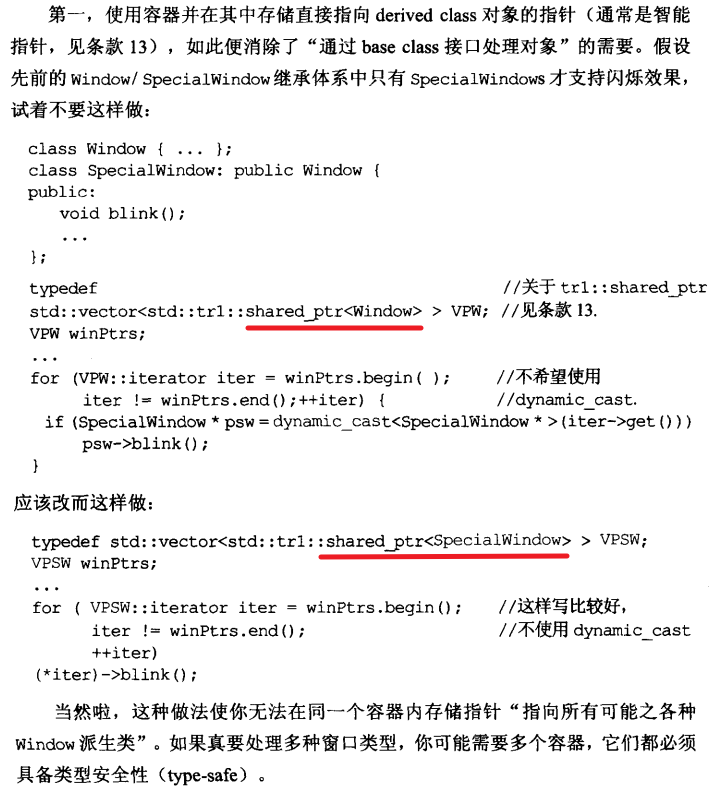 第一，使用容器并在其中存储直接指向 derived class 对象的指针（通常是智能
指针，见条款 13），如此便消除了“通过 base class 接口处理对象”的需要。假设
先前的 Window/ SpecialWindow 继承体系中只有 SpecialWindows 才支持闪烁效果，
试着不要这样做：
class Window { ... };
class SpecialWindow: public Window {
public:
void blink();
...
};
typedef //关于 tr1::shared_ptr
std::vector<std::tr1::shared_ptr<Window> > VPW; //见条款 13.
VPW winPtrs;
...
for (VPW::iterator iter = winPtrs.begin( ); //不希望使用
iter != winPtrs.end();++iter) { //dynamic_cast.
if (SpecialWindow * psw = dynamic_cast<SpecialWindow * >(iter->get()))
psw->blink();
}
应该改而这样做：
typedef std::vector<std::tr1::shared_ptr<SpecialWindow> > VPSW;
VPSW winPtrs;
...
for ( VPSW::iterator iter = winPtrs.begin(); //这样写比较好，
iter != winPtrs.end(); //不使用 dynamic_cast
++iter)
(*iter)->blink();
当然啦，这种做法使你无法在同一个容器内存储指针“指向所有可能之各种
Window 派生类”。如果真要处理多种窗口类型，你可能需要多个容器，它们都必须
具备类型安全性（type-safe）。